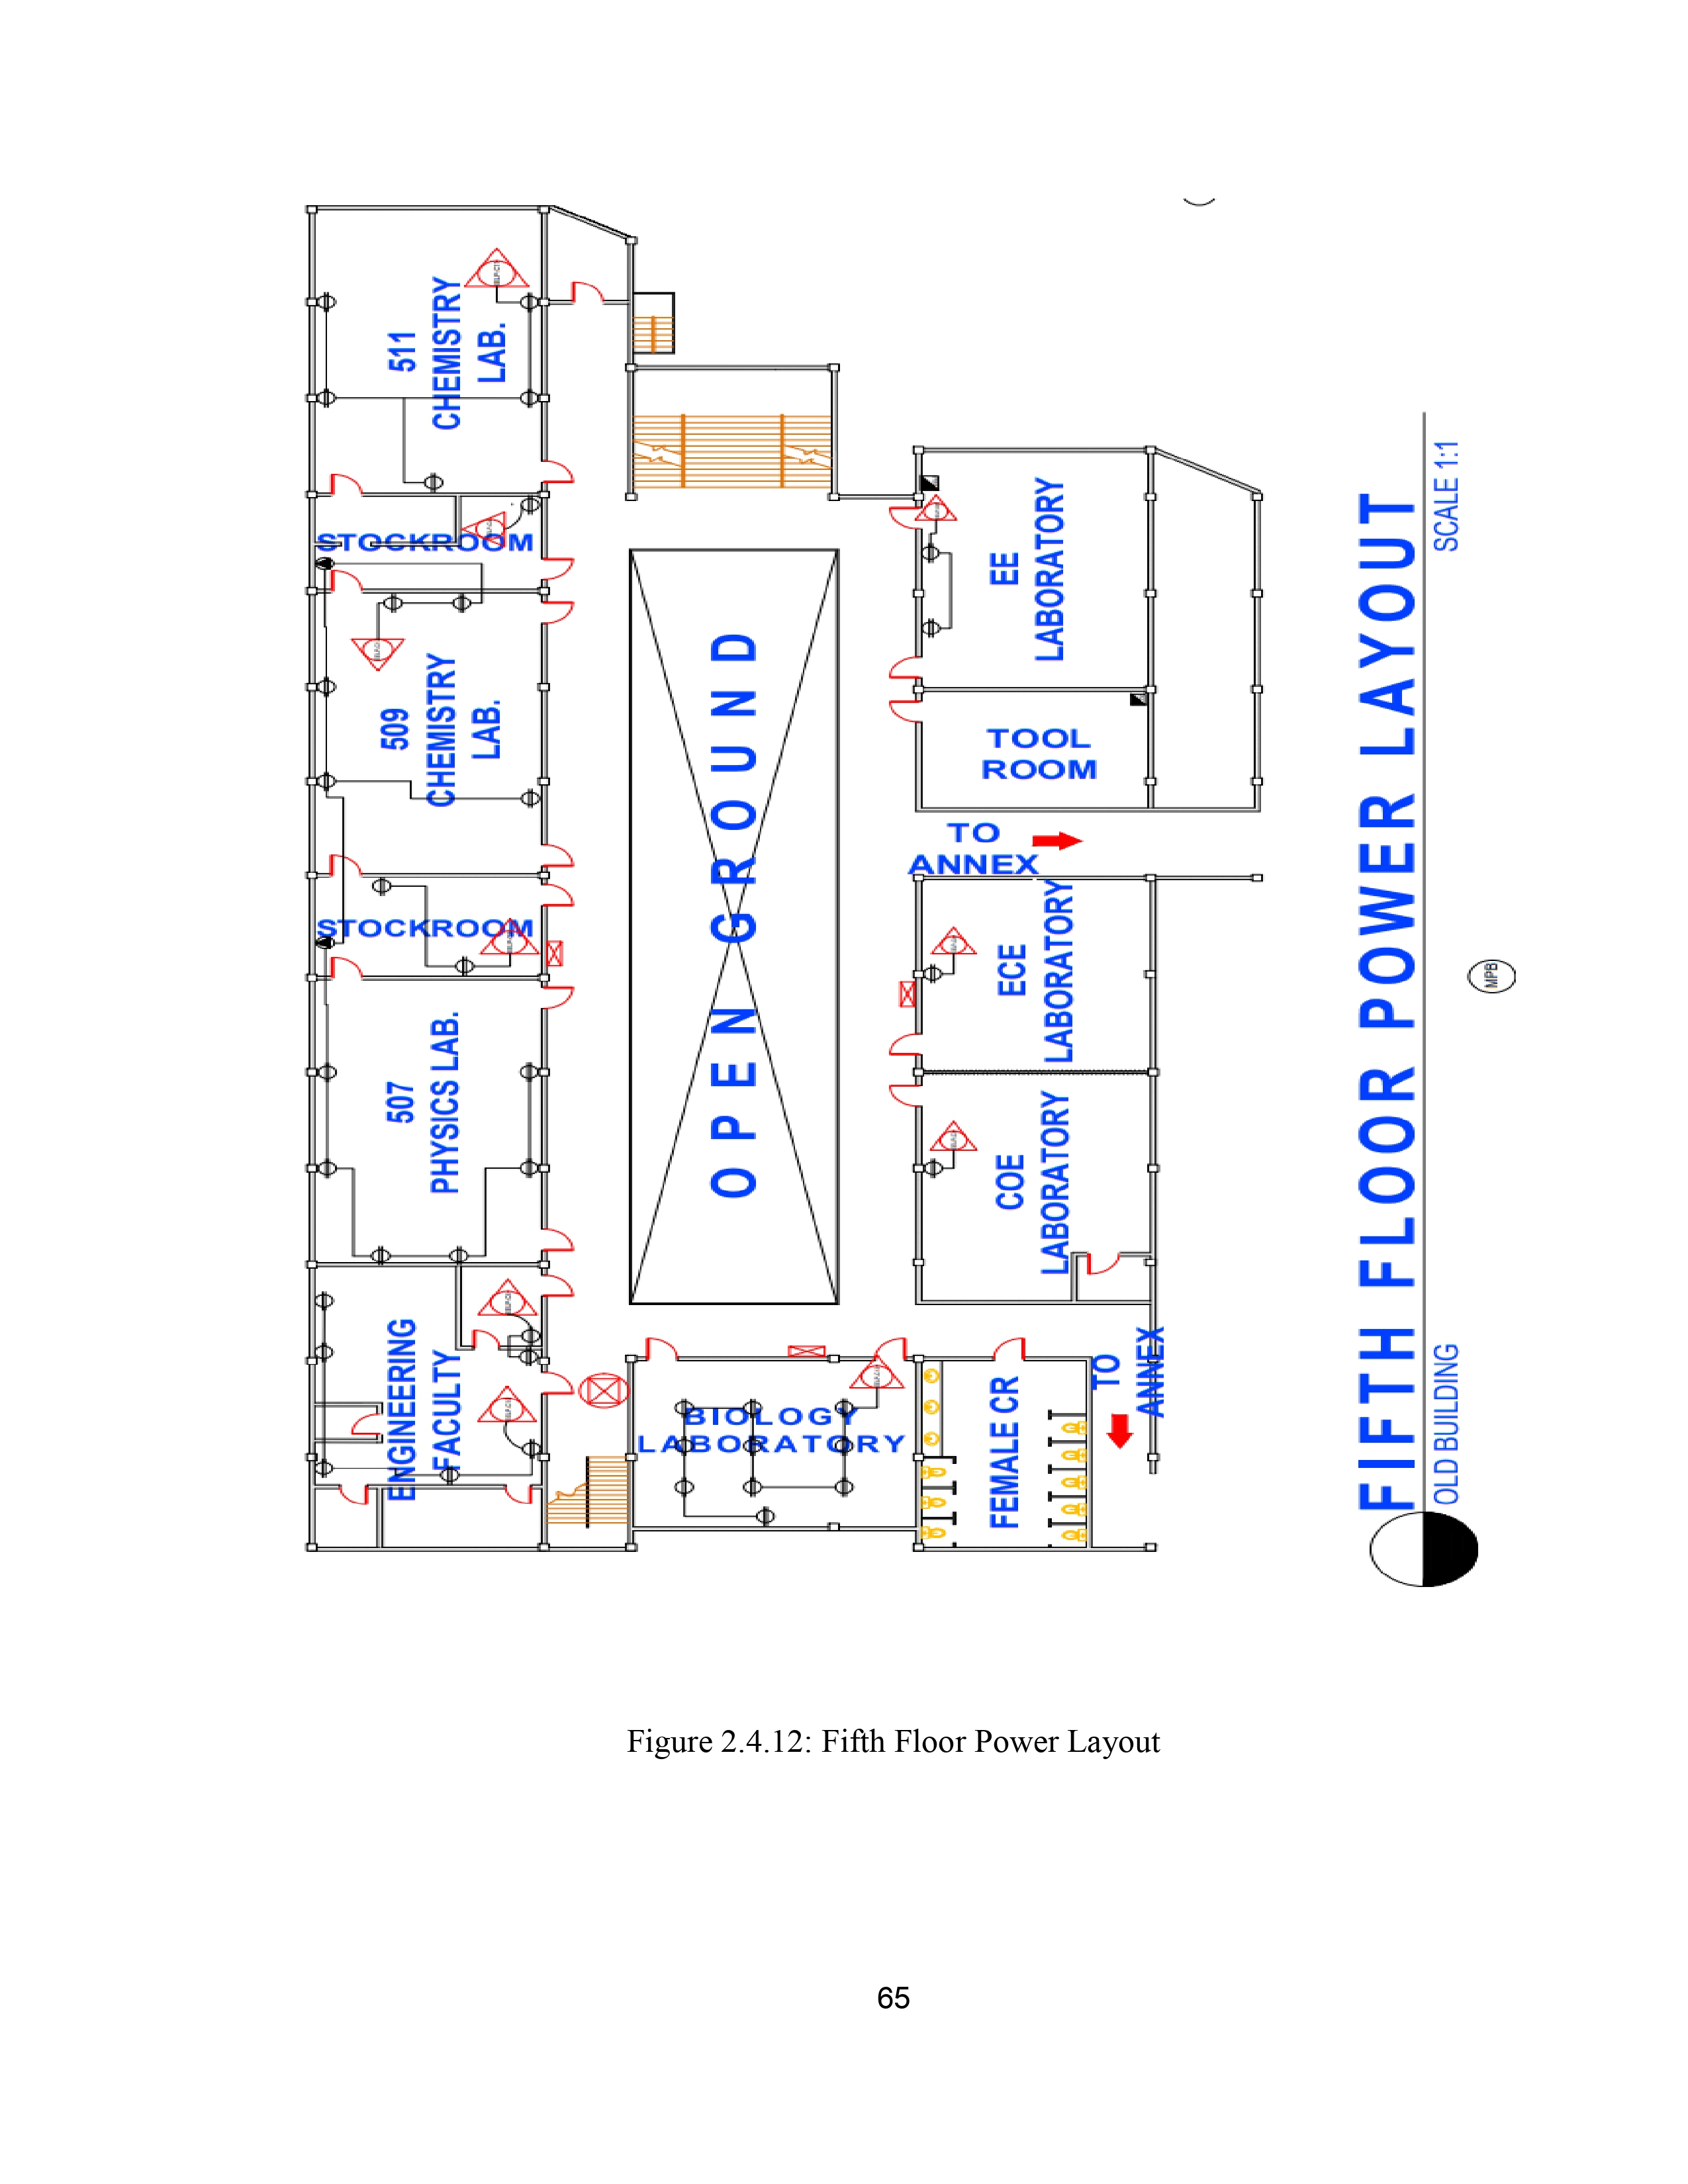 511
CHEMISTRY
LAB.
STOCKROOM
509
CHEMISTRY
LAB.
STOCKROOM
507
PHYSICS LAB.
ENGINEERING
FACULTY
OPEN GROUND
EE
LABORATORY
TOOL
ROOM
TO
ANNEX
ECE
LABORATORY
COE
LABORATORY
BIOLOGY
LABORATORY
FEMALE CR
TO
ANNEX
FIFTH FLOOR POWER LAYOUT
OLD BUILDING
SCALE 1:1
MPB
Figure 2.4.12: Fifth Floor Power Layout
65